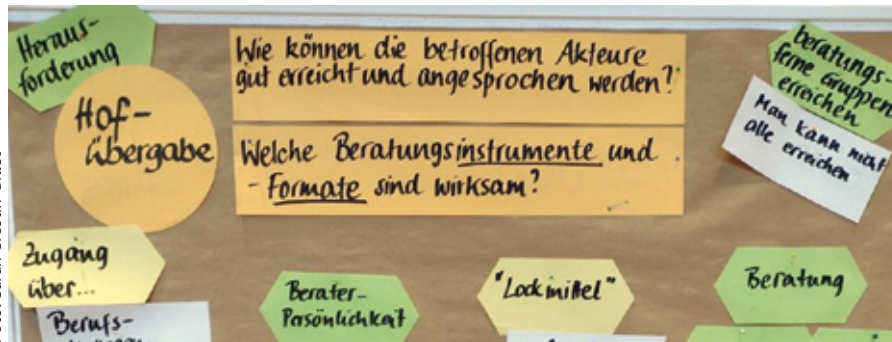 Heraus-
forderung
Hof-
übergabe
Wie können die betroffenen Akteure
gut erreicht und angesprochen werden?
Welche Beratungsinstrumente und
- Formate sind wirksam?
beratungs-
ferne Gruppen
erreichen
Man kann nicht
alle erreichen
Zugang
über...
Berufs-
Berater-
Persönlichkeit
"Lockmittel"
Beratung